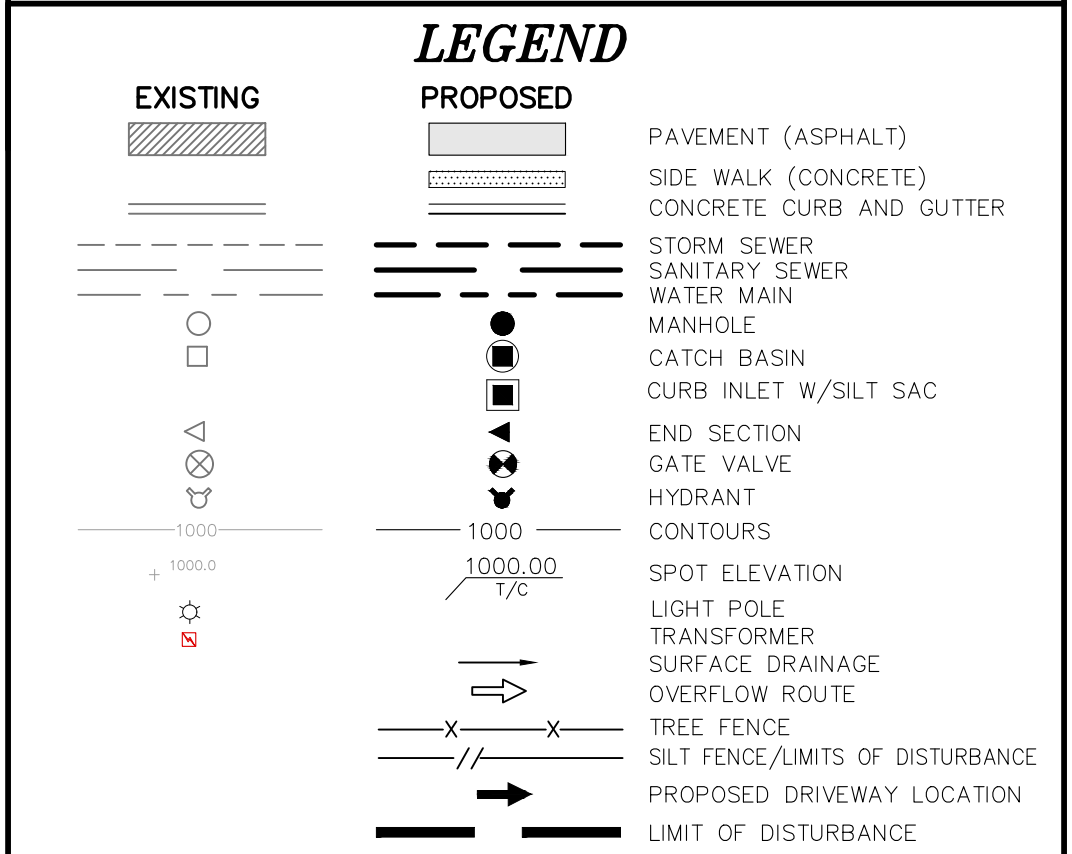 LEGEND
EXISTING PROPOSED
PAVEMENT (ASPHALT)
SIDE WALK (CONCRETE)
CONCRETE CURB AND GUTTER
STORM SEWER
SANITARY SEWER
WATER MAIN
MANHOLE
CATCH BASIN
CURB INLET W/SILT SAC
END SECTION
GATE VALVE
HYDRANT
1000 1000 CONTOURS
1000.0 1000.00
T/C SPOT ELEVATION
LIGHT POLE
TRANSFORMER
SURFACE DRAINAGE
OVERFLOW ROUTE
X X TREE FENCE
// SILT FENCE/LIMITS OF DISTURBANCE
PROPOSED DRIVEWAY LOCATION
LIMIT OF DISTURBANCE